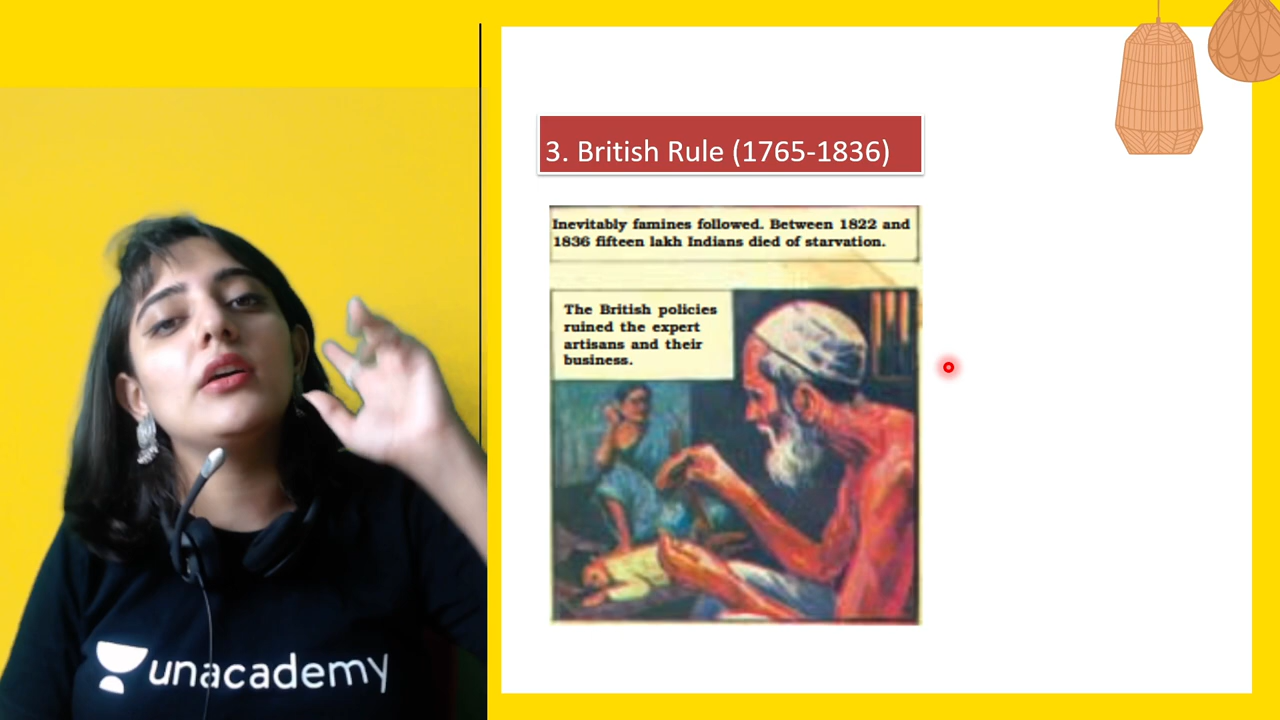 3. British Rule (1765-1836)
Inevitably famines followed. Between 1822 and
1836 fifteen lakh Indians died of starvation.
The British policies
ruined the expert
artisans and their
business.
unacademy